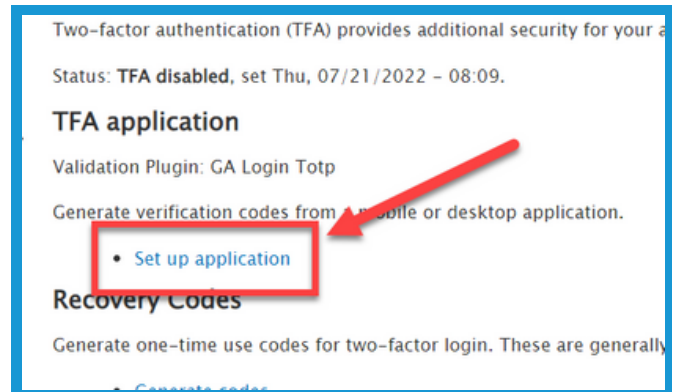 Two-factor authentication (TFA) provides additional security for your
Status: TFA disabled, set Thu, 07/21/2022 – 08:09.
TFA application
Validation Plugin: GA Login Totp
Generate verification codes from a mobile or desktop application.
• Set up application
Recovery Codes
Generate one-time use codes for two-factor login. These are generally
• Generate codes